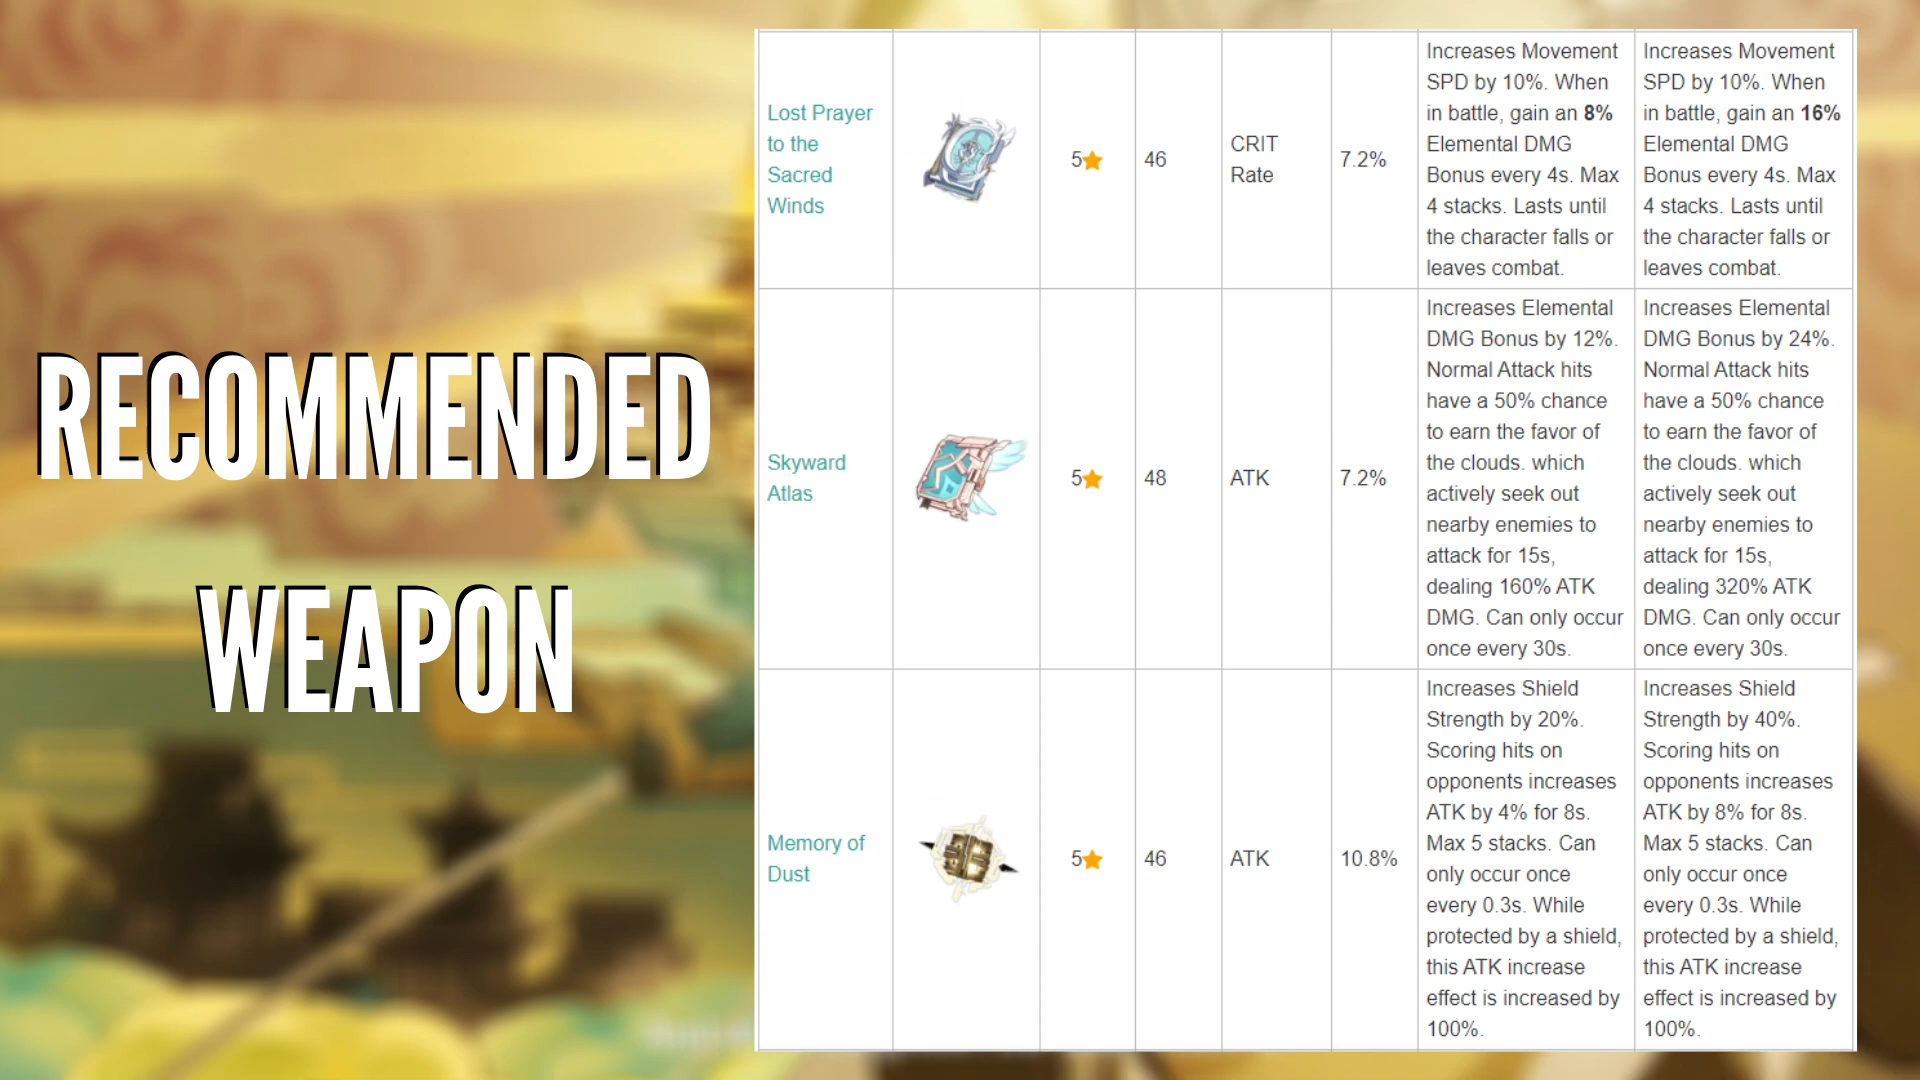 RECOMMENDED
WEAPON
Lost Prayer
to the
Sacred
Winds
5
46
CRIT
Rate
7.2%
Increases Movement
SPD by 10%. When
in battle, gain an 8%
Elemental DMG
Bonus every 4s. Max
4 stacks. Lasts until
the character falls or
leaves combat.
Increases Movement
SPD by 10%. When
in battle, gain an 16%
Elemental DMG
Bonus every 4s. Max
4 stacks. Lasts until
the character falls or
leaves combat.
Skyward
Atlas
5
48
ATK
7.2%
Increases Elemental
DMG Bonus by 12%.
Normal Attack hits
have a 50% chance
to earn the favor of
the clouds. which
actively seek out
nearby enemies to
attack for 15s,
dealing 160% ATK
DMG. Can only occur
once every 30s.
Increases Elemental
DMG Bonus by 24%.
Normal Attack hits
have a 50% chance
to earn the favor of
the clouds. which
actively seek out
nearby enemies to
attack for 15s,
dealing 320% ATK
DMG. Can only occur
once every 30s.
Memory of
Dust
5
46
ATK
10.8%
Increases Shield
Strength by 20%.
Scoring hits on
opponents increases
ATK by 4% for 8s.
Max 5 stacks. Can
only occur once
every 0.3s. While
protected by a shield,
this ATK increase
effect is increased by
100%.
Increases Shield
Strength by 40%.
Scoring hits on
opponents increases
ATK by 8% for 8s.
Max 5 stacks. Can
only occur once
every 0.3s. While
protected by a shield,
this ATK increase
effect is increased by
100%.